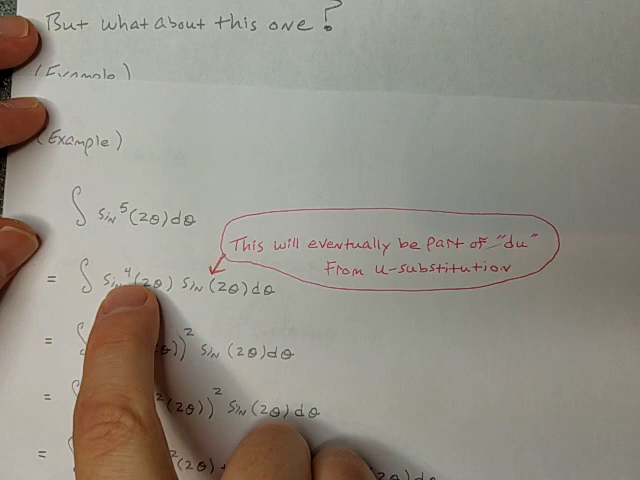 But what about this one?
(Example)
(Example)
∫ sin⁵(2θ)dθ
This will eventually be part of "du"
from u-substitution
= ∫ sin⁴(2θ) sin(2θ)dθ
= ∫ θ))² sin(2θ)dθ
= ∫ ²(2θ))² sin(2θ)dθ
= ∫ ²(2θ)